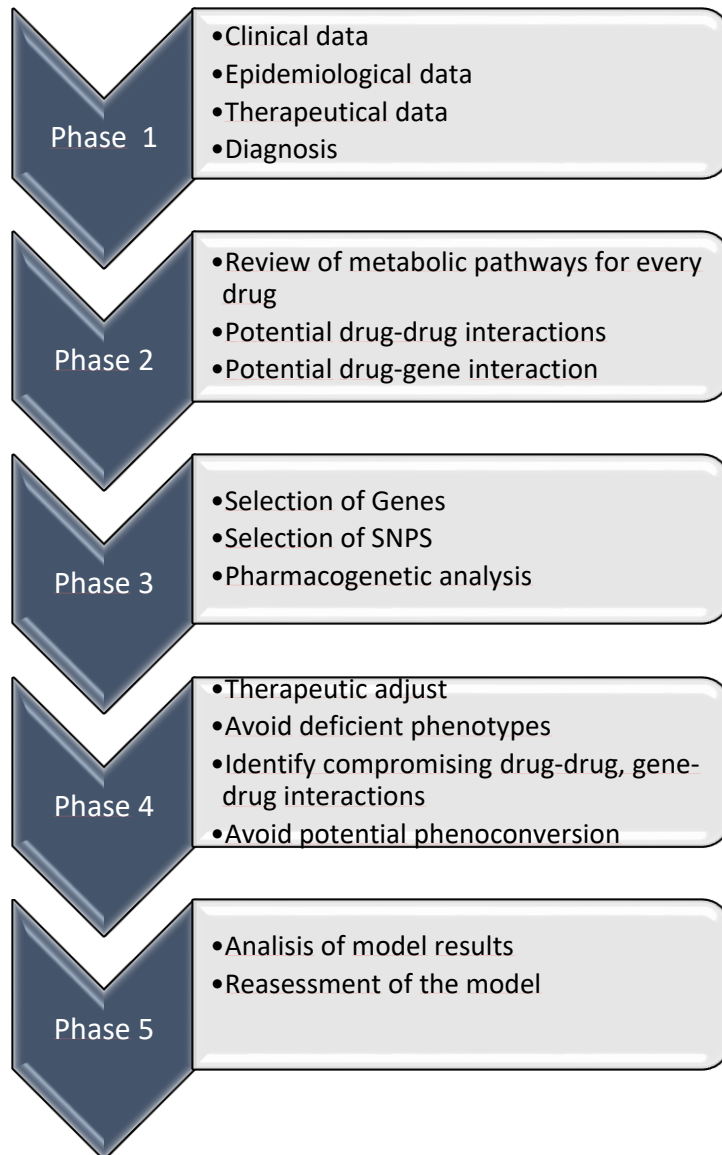 Phase 1
•Clinical data
•Epidemiological data
•Therapeutical data
•Diagnosis
Phase 2
•Review of metabolic pathways for every
drug
•Potential drug-drug interactions
•Potential drug-gene interaction
Phase 3
•Selection of Genes
•Selection of SNPS
•Pharmacogenetic analysis
Phase 4
•Therapeutic adjust
•Avoid deficient phenotypes
•Identify compromising drug-drug, gene-
drug interactions
•Avoid potential phenoconversion
Phase 5
•Analisis of model results
•Reasessment of the model